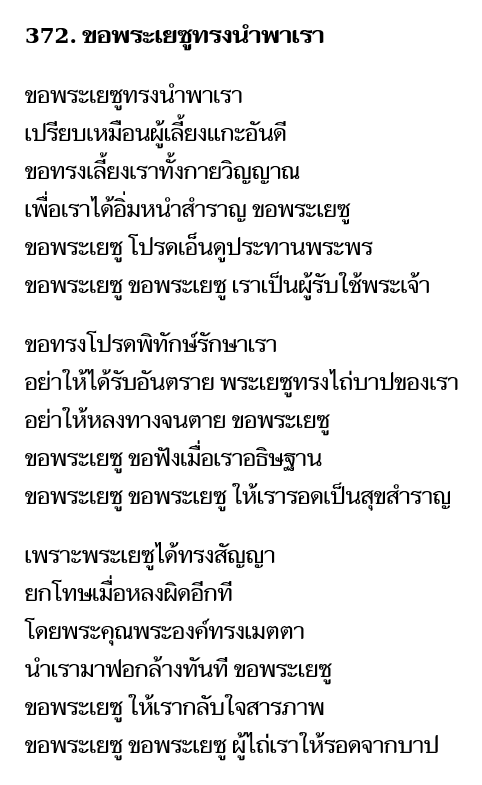 372. ขอพระเยซูทรงนำพาเรา
ขอพระเยซูทรงนำพาเรา
เปรียบเหมือนผู้เลี้ยงแกะอันดี
ขอทรงเลี้ยงเราทั้งกายวิญญาณ
เพื่อเราได้อิ่มหนำสำราญ ขอพระเยซู
ขอพระเยซู โปรดเอ็นดูประทานพระพร
ขอพระเยซู ขอพระเยซู เราเป็นผู้รับใช้พระเจ้า
ขอทรงโปรดพิทักษ์รักษาเรา
อย่าให้ได้รับอันตราย พระเยซูทรงไถ่บาปของเรา
อย่าให้หลงทางจนตาย ขอพระเยซู
ขอพระเยซู ขอฟังเมื่อเราอธิษฐาน
ขอพระเยซู ขอพระเยซู ให้เรารอดเป็นสุขสำราญ
เพราะพระเยซูได้ทรงสัญญา
ยกโทษเมื่อหลงผิดอีกที
โดยพระคุณพระองค์ทรงเมตตา
นำเรามาฟอกล้างทันที ขอพระเยซู
ขอพระเยซู ให้เรากลับใจสารภาพ
ขอพระเยซู ขอพระเยซู ผู้ไถ่เราให้รอดจากบาป